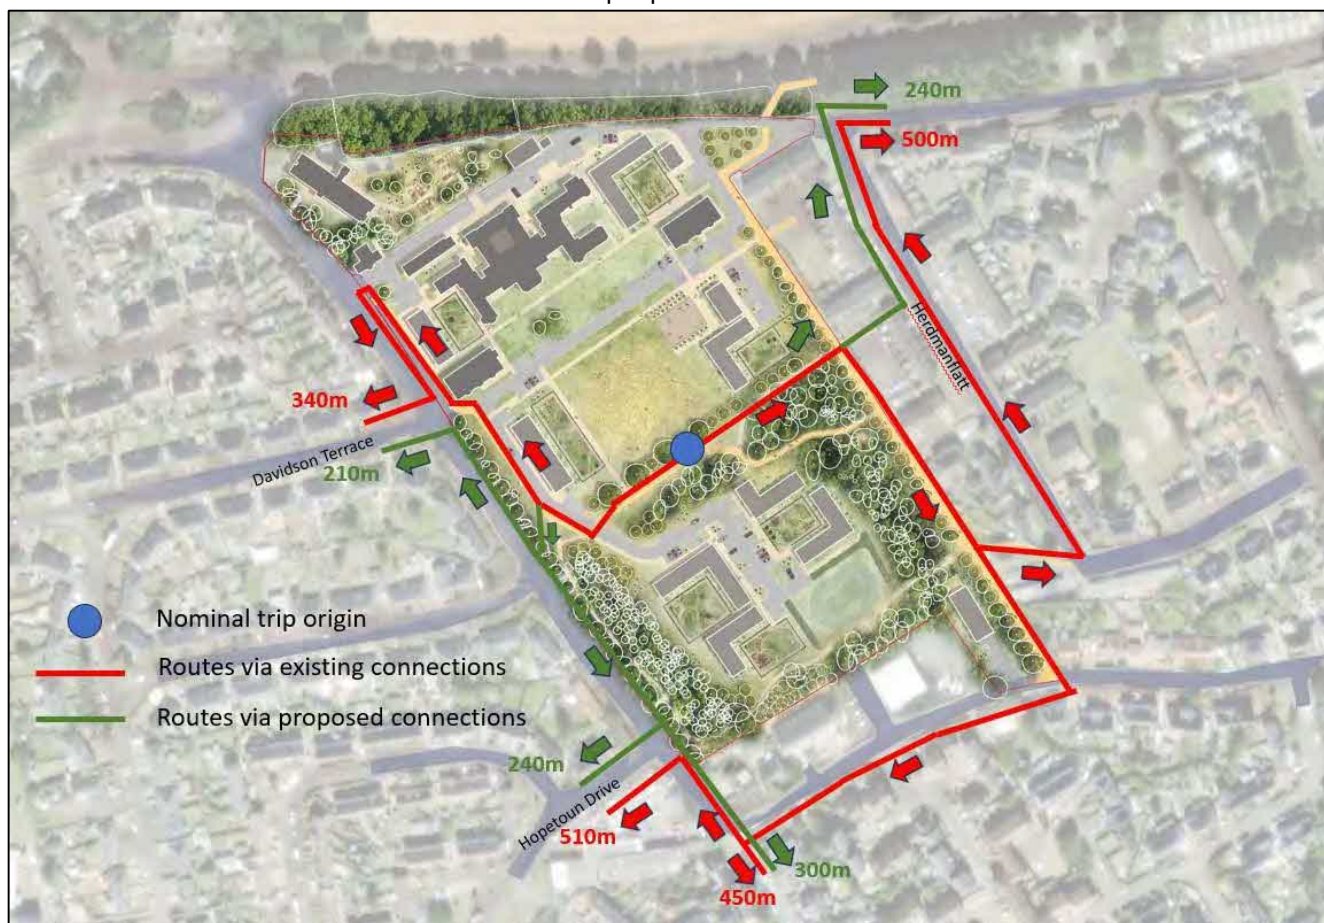 240m
500m
Herdmanflatt
340m
Davidson Terrace
210m
Nominal trip origin
Routes via existing connections
Routes via proposed connections
240m
Hopetoun Drive
510m
300m
450m